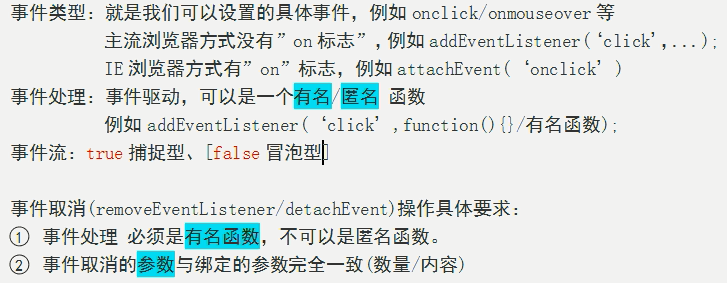 事件类型: 就是我们可以设置的具体事件，例如 onclick/onmouseover 等
主流浏览器方式没有”on 标志”,例如 addEventListener(‘click’,...);
IE 浏览器方式有”on”标志，例如 attachEvent(‘onclick’)
事件处理: 事件驱动，可以是一个有名/匿名 函数
例如 addEventListener(‘click’,function(){}/有名函数);
事件流: true 捕捉型、[false 冒泡型]
事件取消(removeEventListener/detachEvent)操作具体要求:
① 事件处理 必须是有名函数，不可以是匿名函数。
② 事件取消的参数与绑定的参数完全一致(数量/内容)